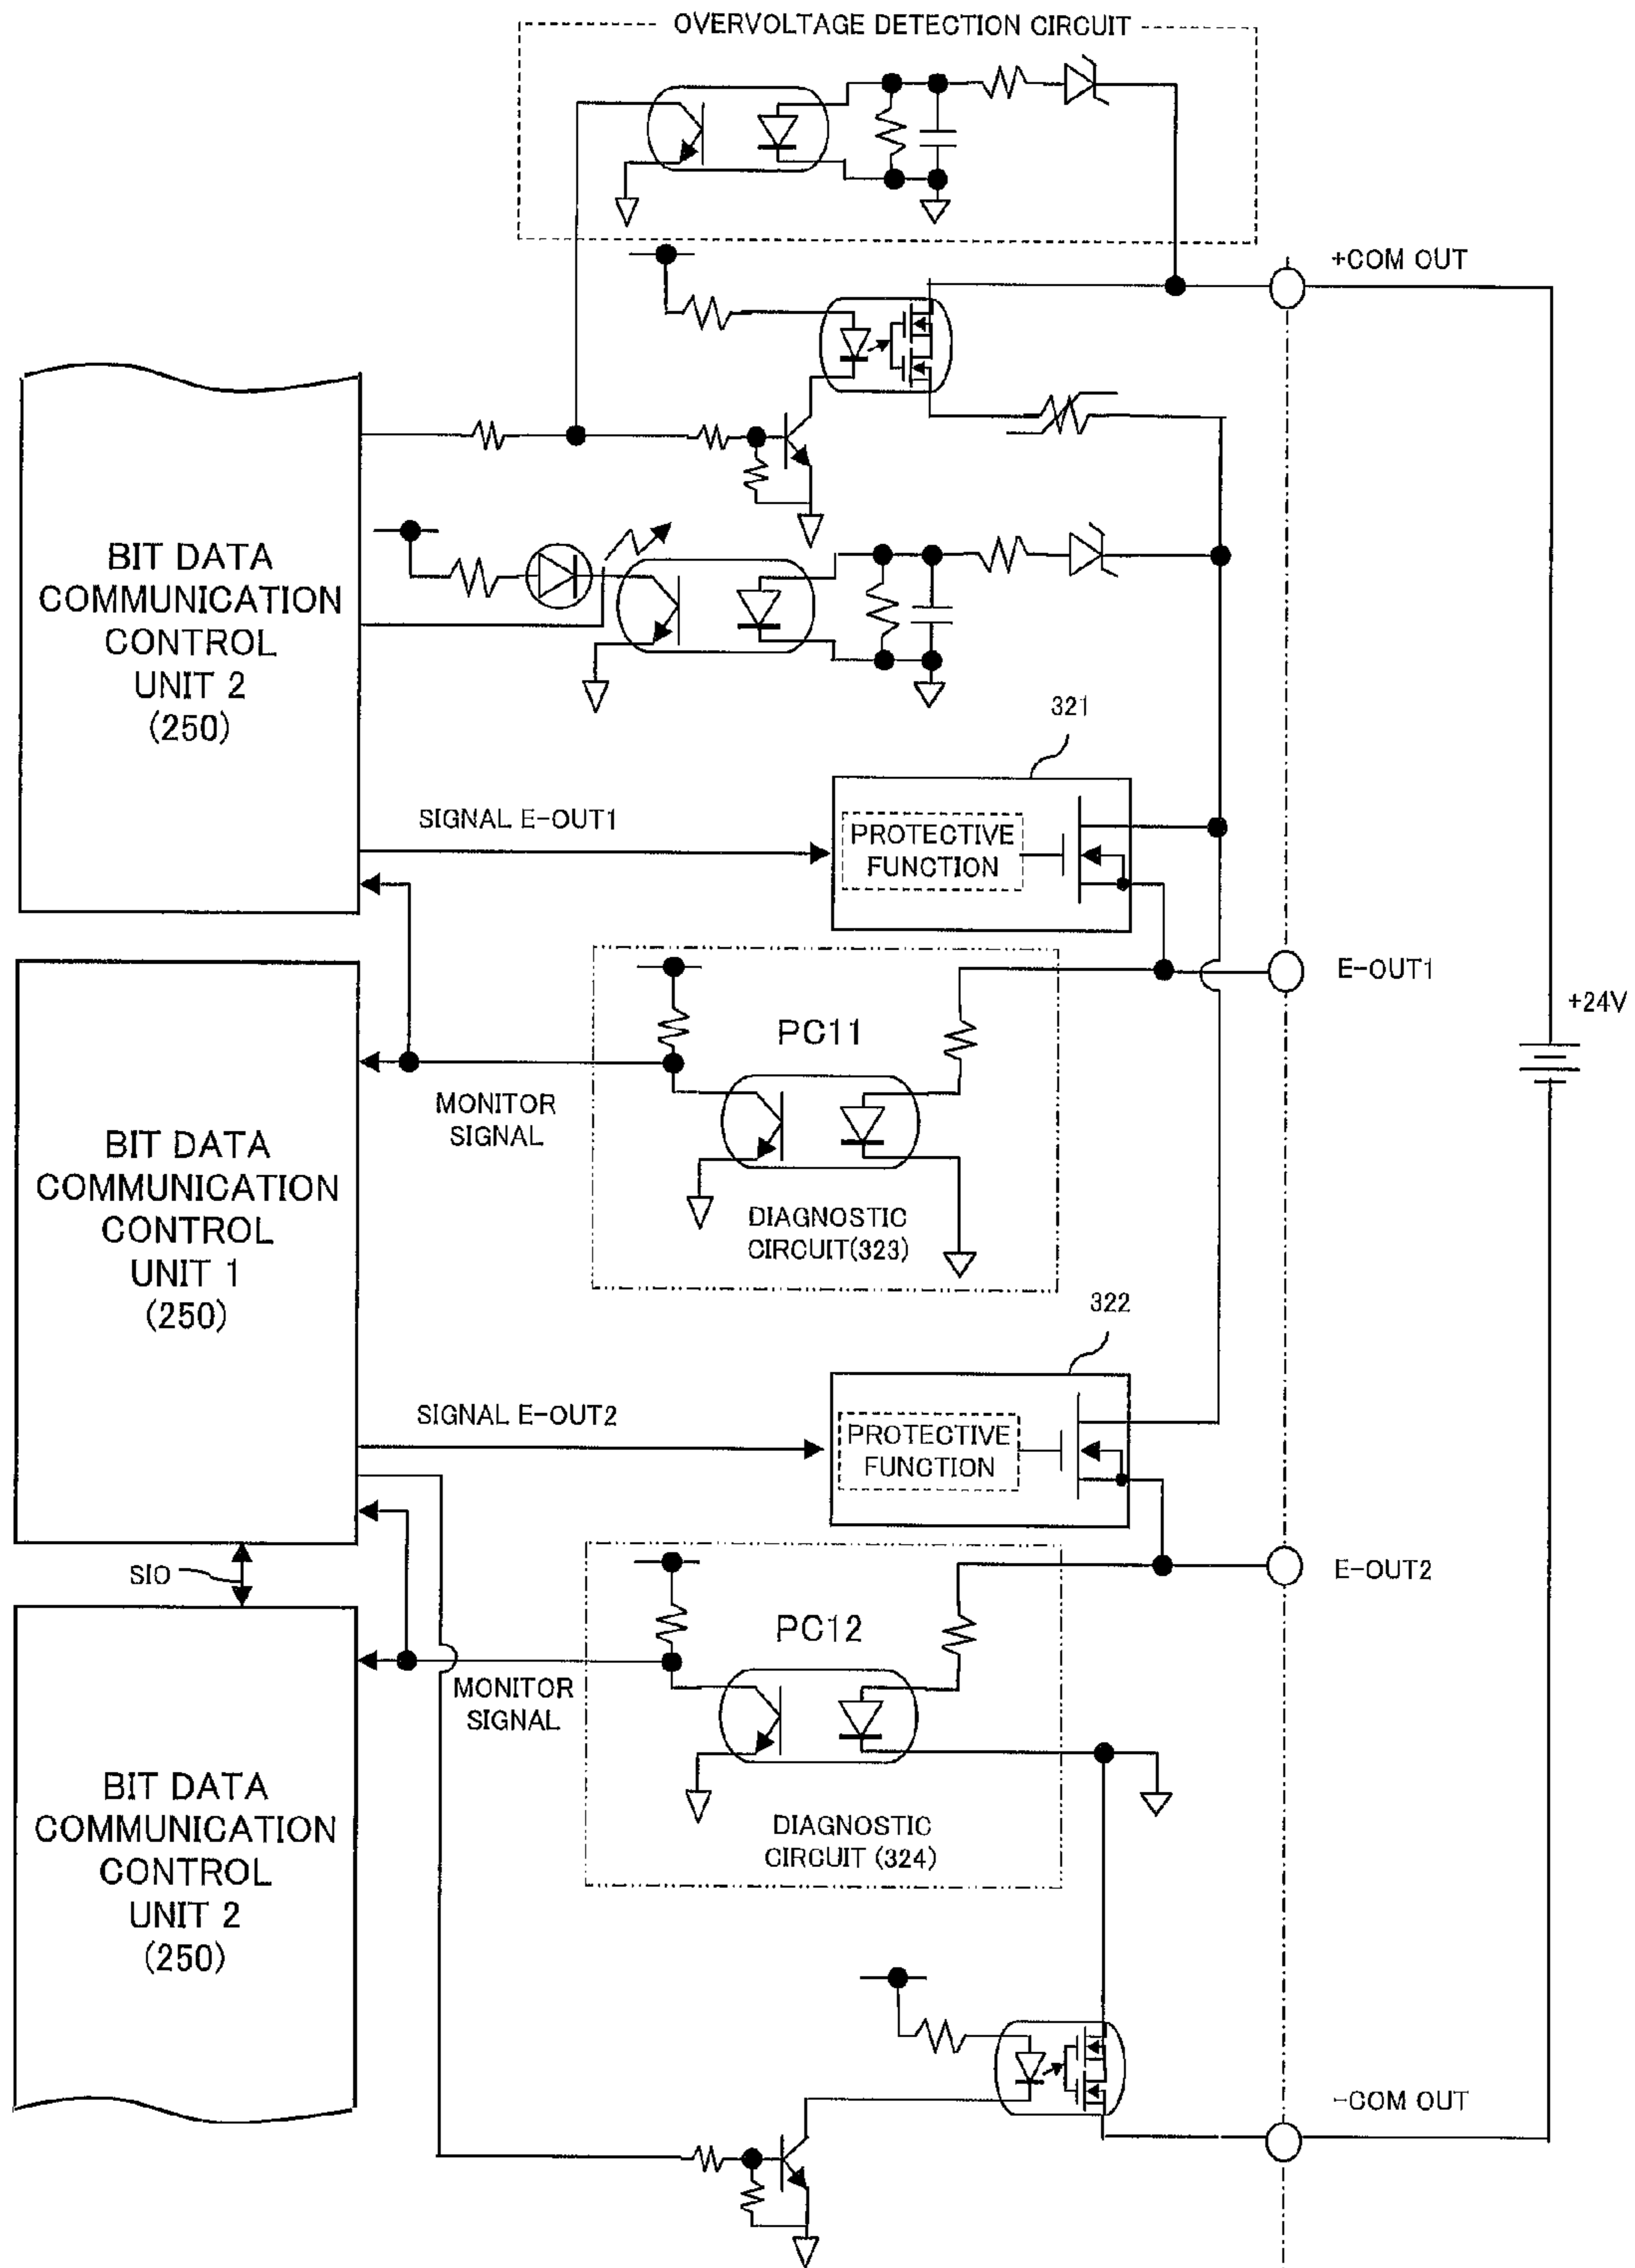 OVERVOLTAGE DETECTION CIRCUIT
+COM OUT
BIT DATA
COMMUNICATION
CONTROL
UNIT 2
(250)
321
SIGNAL E-OUT1
PROTECTIVE
FUNCTION
E-OUT1
+24V
PC11
MONITOR
SIGNAL
BIT DATA
COMMUNICATION
CONTROL
UNIT 1
(250)
DIAGNOSTIC
CIRCUIT(323)
322
SIGNAL E-OUT2
PROTECTIVE
FUNCTION
SIO
E-OUT2
PC12
MONITOR
SIGNAL
BIT DATA
COMMUNICATION
CONTROL
UNIT 2
(250)
DIAGNOSTIC
CIRCUIT (324)
-COM OUT